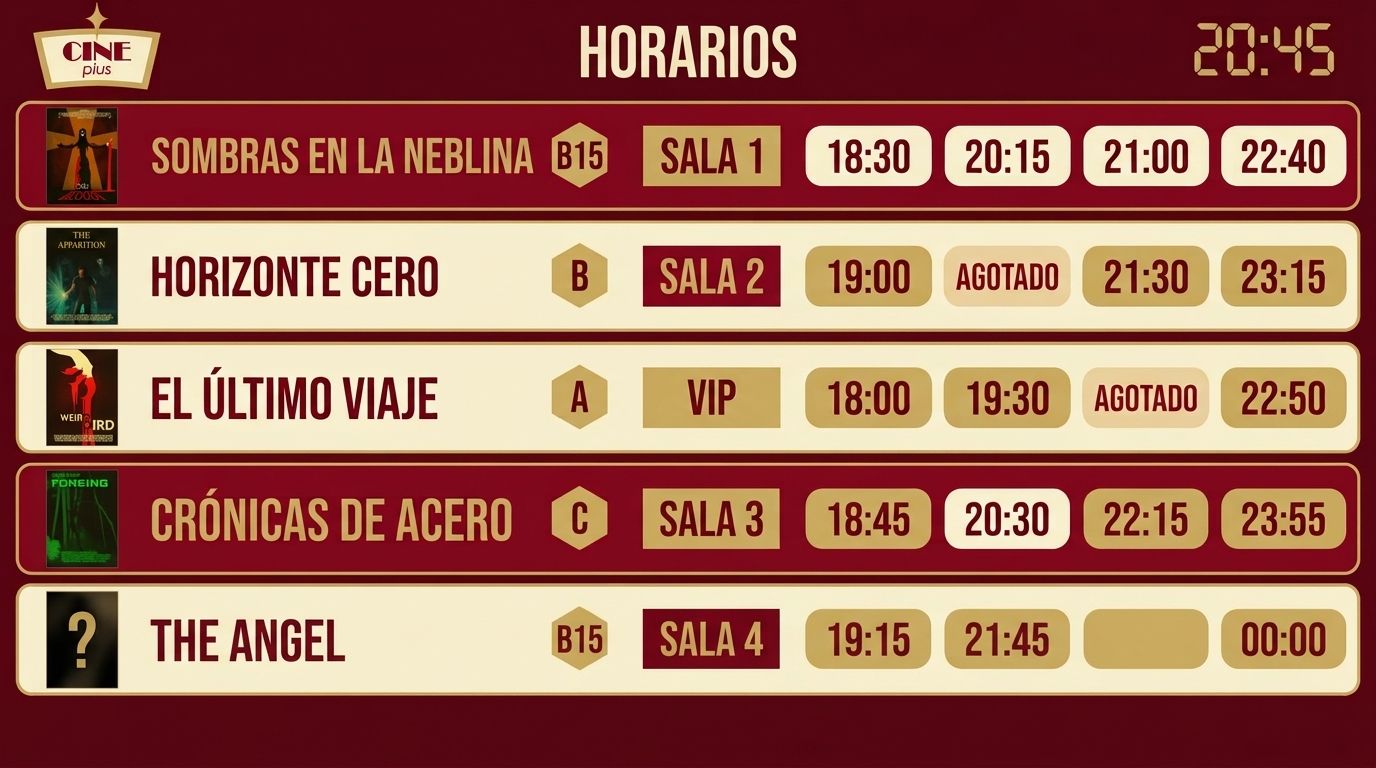 CINE
plus
HORARIOS
20:45
SOMBRAS EN LA NEBLINA B15 SALA 1 18:30 20:15 21:00 22:40
THE
APPARITION
HORIZONTE CERO B SALA 2 19:00 AGOTADO 21:30 23:15
EL ÚLTIMO VIAJE A VIP 18:00 19:30 AGOTADO 22:50
WEIR
IRD
FONEING
CRÓNICAS DE ACERO C SALA 3 18:45 20:30 22:15 23:55
?
THE ANGEL B15 SALA 4 19:15 21:45 00:00